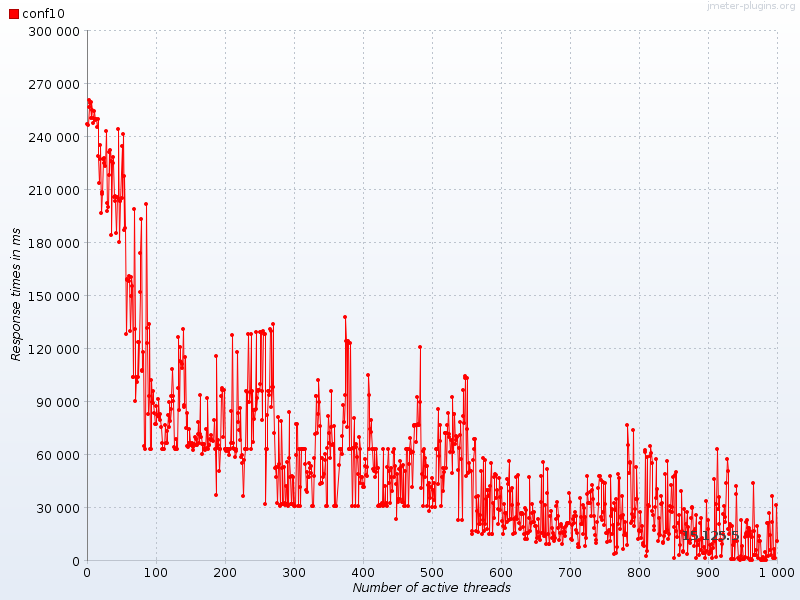 jmeter-plugins.org
conf10
300 000
270 000
240 000
210 000
180 000
150 000
120 000
90 000
60 000
30 000
0
Response times in ms
0 100 200 300 400 500 600 700 800 900 1 000
Number of active threads